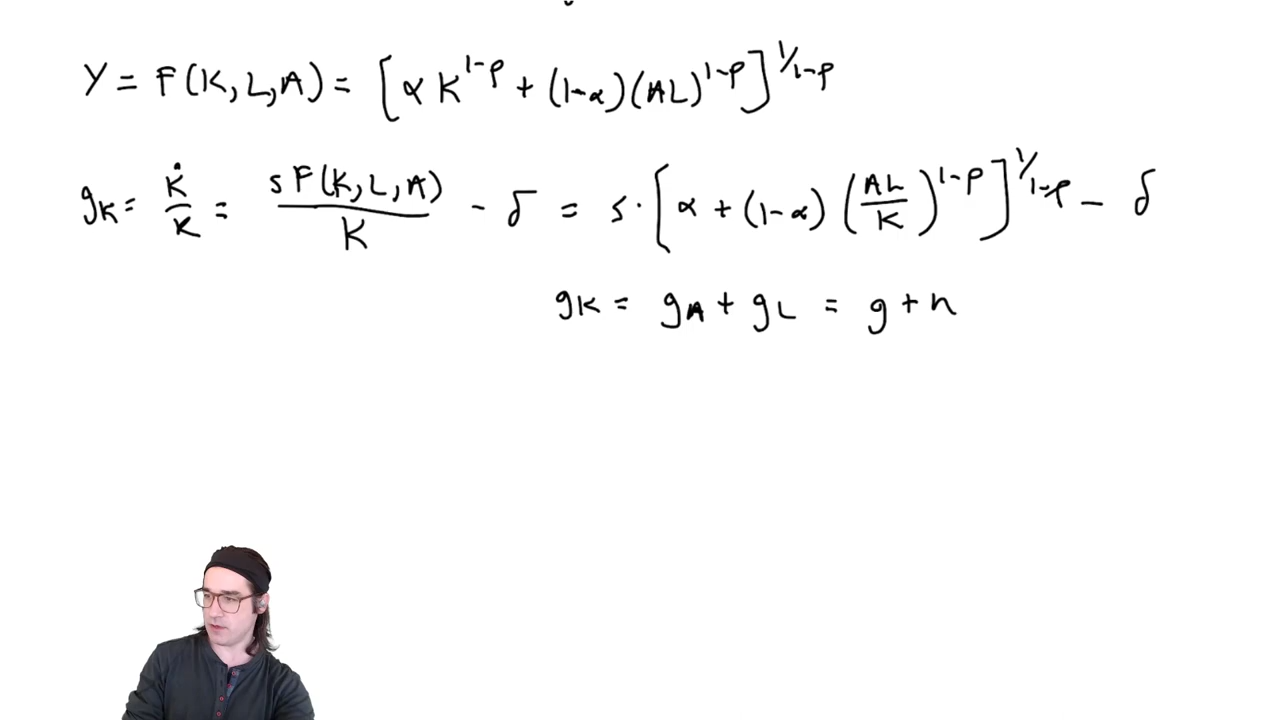 Y = F(K, L, A) = [α K^{1-ρ} + (1-α)(AL)^{1-ρ}]^{1/1-ρ}
g_K = K̇/K = sF(K, L, A)/K - δ = s · [α + (1-α)(AL/K)^{1-ρ}]^{1/1-ρ} - δ
g_K = g_A + g_L = g + n